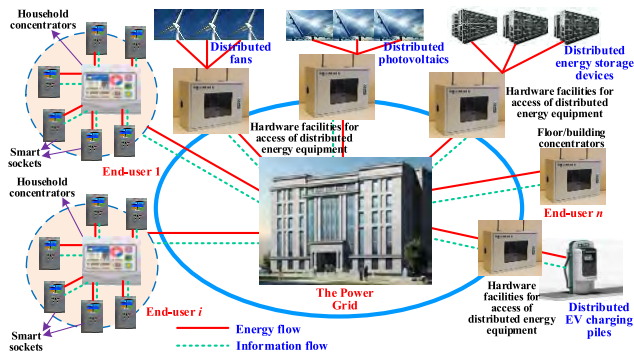 Household
concentrators
Distributed
fans
Distributed
photovoltaics
Distributed
energy storage
devices
Hardware facilities for
access of distributed
energy equipment
Hardware facilities for
access of distributed
energy equipment
Floor/building
concentrators
Smart
sockets
End-user 1
Household
concentrators
End-user n
The Power
Grid
Hardware
facilities for
access of
distributed energy
equipment
Distributed
EV charging
piles
End-user i
Smart
sockets
Energy flow
Information flow